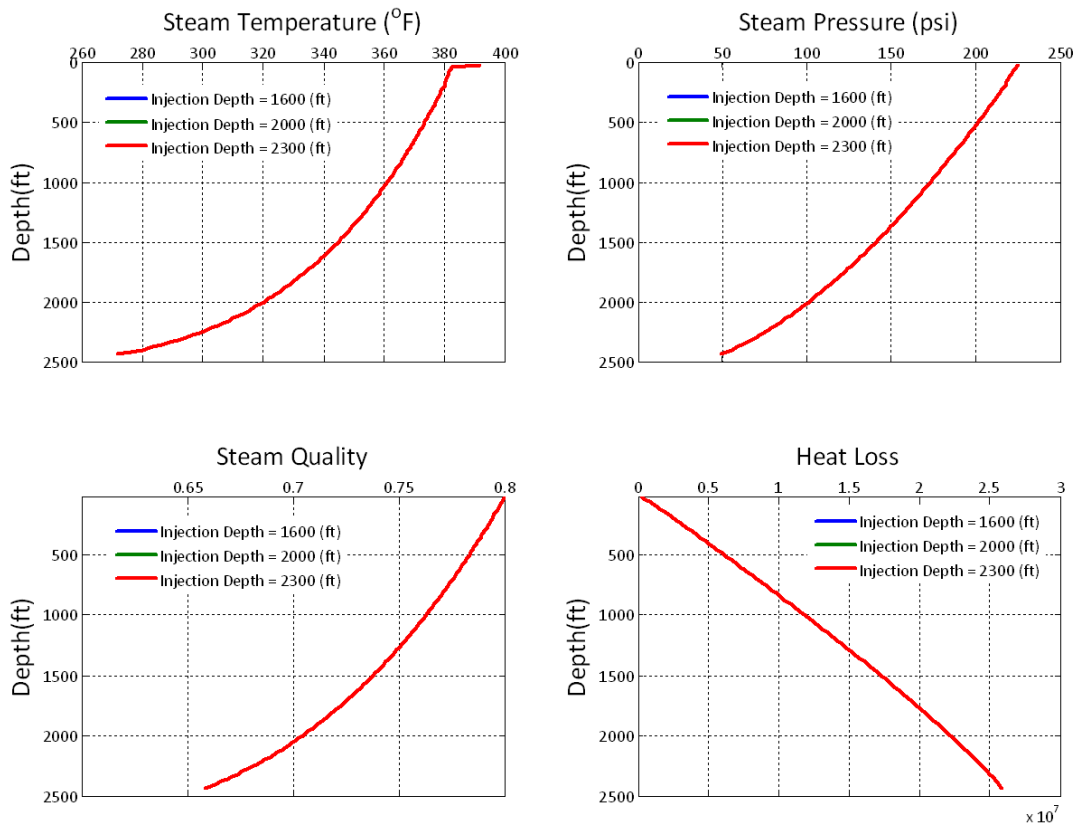 Steam Temperature (°F)
260 280 300 320 340 360 380 400
0
Injection Depth = 1600 (ft)
500
Injection Depth = 2000 (ft)
Injection Depth = 2300 (ft)
1000
1500
2000
2500
Depth(ft)
Steam Pressure (psi)
0 50 100 150 200 250
0
Injection Depth = 1600 (ft)
500
Injection Depth = 2000 (ft)
Injection Depth = 2300 (ft)
1000
1500
2000
2500
Depth(ft)
Steam Quality
0.65 0.7 0.75 0.8
Injection Depth = 1600 (ft)
500
Injection Depth = 2000 (ft)
Injection Depth = 2300 (ft)
1000
1500
2000
2500
Depth(ft)
Heat Loss
0 0.5 1 1.5 2 2.5 3
Injection Depth = 1600 (ft)
500
Injection Depth = 2000 (ft)
Injection Depth = 2300 (ft)
1000
1500
2000
2500
Depth(ft)
x 10⁷